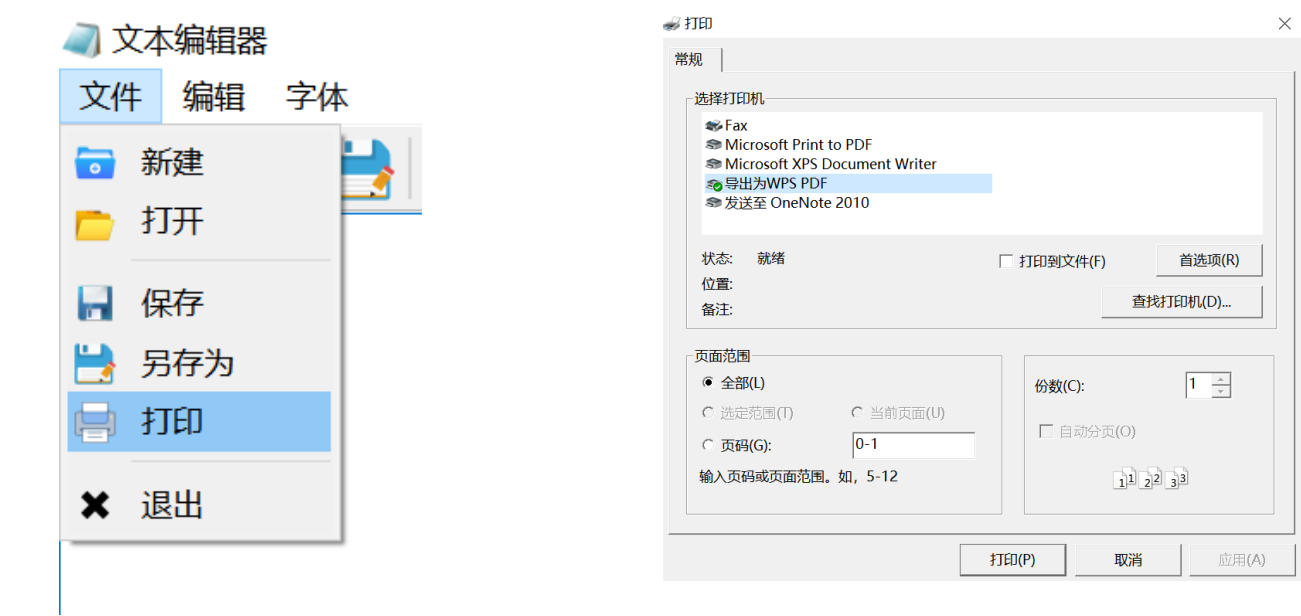 文本编辑器
文件 编辑 字体
新建
打开
保存
另存为
打印
退出
打印
常规
选择打印机
Fax
Microsoft Print to PDF
Microsoft XPS Document Writer
导出为WPS PDF
发送至 OneNote 2010
状态: 就绪
打印到文件(F) 首选项(R)
位置:
查找打印机(D)...
备注:
页面范围
全部(L)
选定范围(T) 当前页面(U)
页码(G): 0-1
输入页码或页面范围。如，5-12
份数(C): 1
自动分页(O)
11 22 33
打印(P) 取消 应用(A)